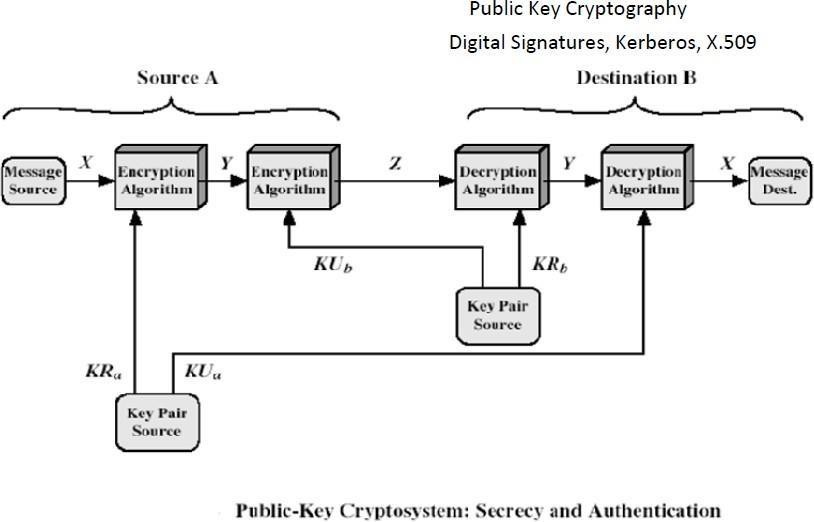 Public Key Cryptography
Digital Signatures, Kerberos, X.509
Source A
Destination B
Message
Source
X
Encryption
Algorithm
Y
Encryption
Algorithm
Z
Decryption
Algorithm
Y
Decryption
Algorithm
X
Message
Dest.
KUb
KRb
Key Pair
Source
KRa
KUa
Key Pair
Source
Public-Key Cryptosystem: Secrecy and Authentication